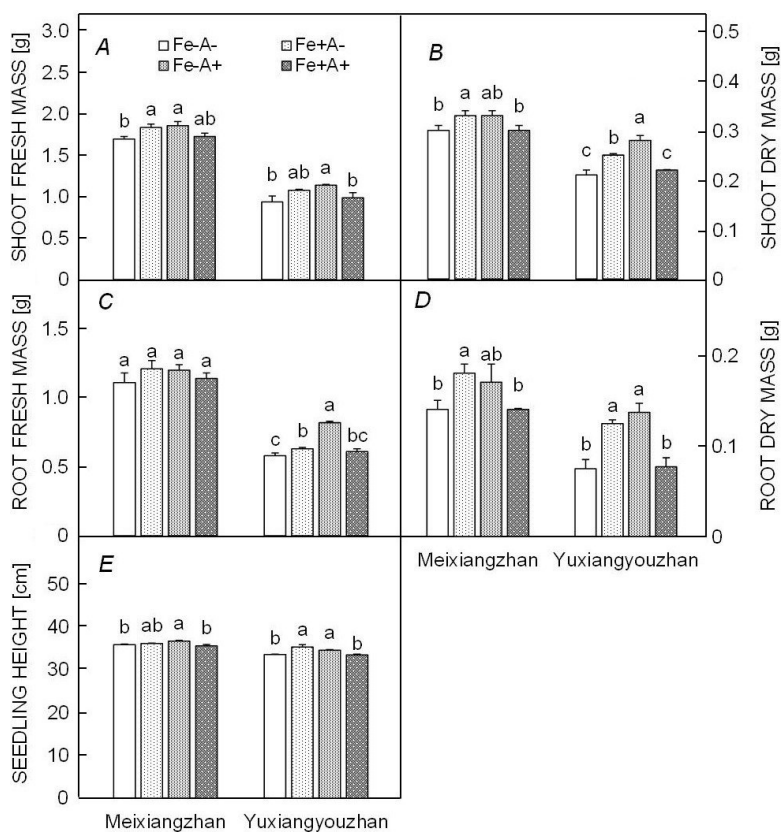 A
Fe-A- Fe+A-
Fe-A+ Fe+A+
SHOOT FRESH MASS [g]
3.0
2.5
2.0
1.5
1.0
0.5
0
b a a ab
b ab a b
B
SHOOT DRY MASS [g]
0.5
0.4
0.3
0.2
0.1
0
b a ab b
c b a c
C
ROOT FRESH MASS [g]
1.5
1.0
0.5
0
a a a a
c b a bc
D
ROOT DRY MASS [g]
0.2
0.1
0
b a ab b
b a a b
Meixiangzhan Yuxiangyouzhan
E
SEEDLING HEIGHT [cm]
50
40
30
20
10
0
b ab a b
b a a b
Meixiangzhan Yuxiangyouzhan